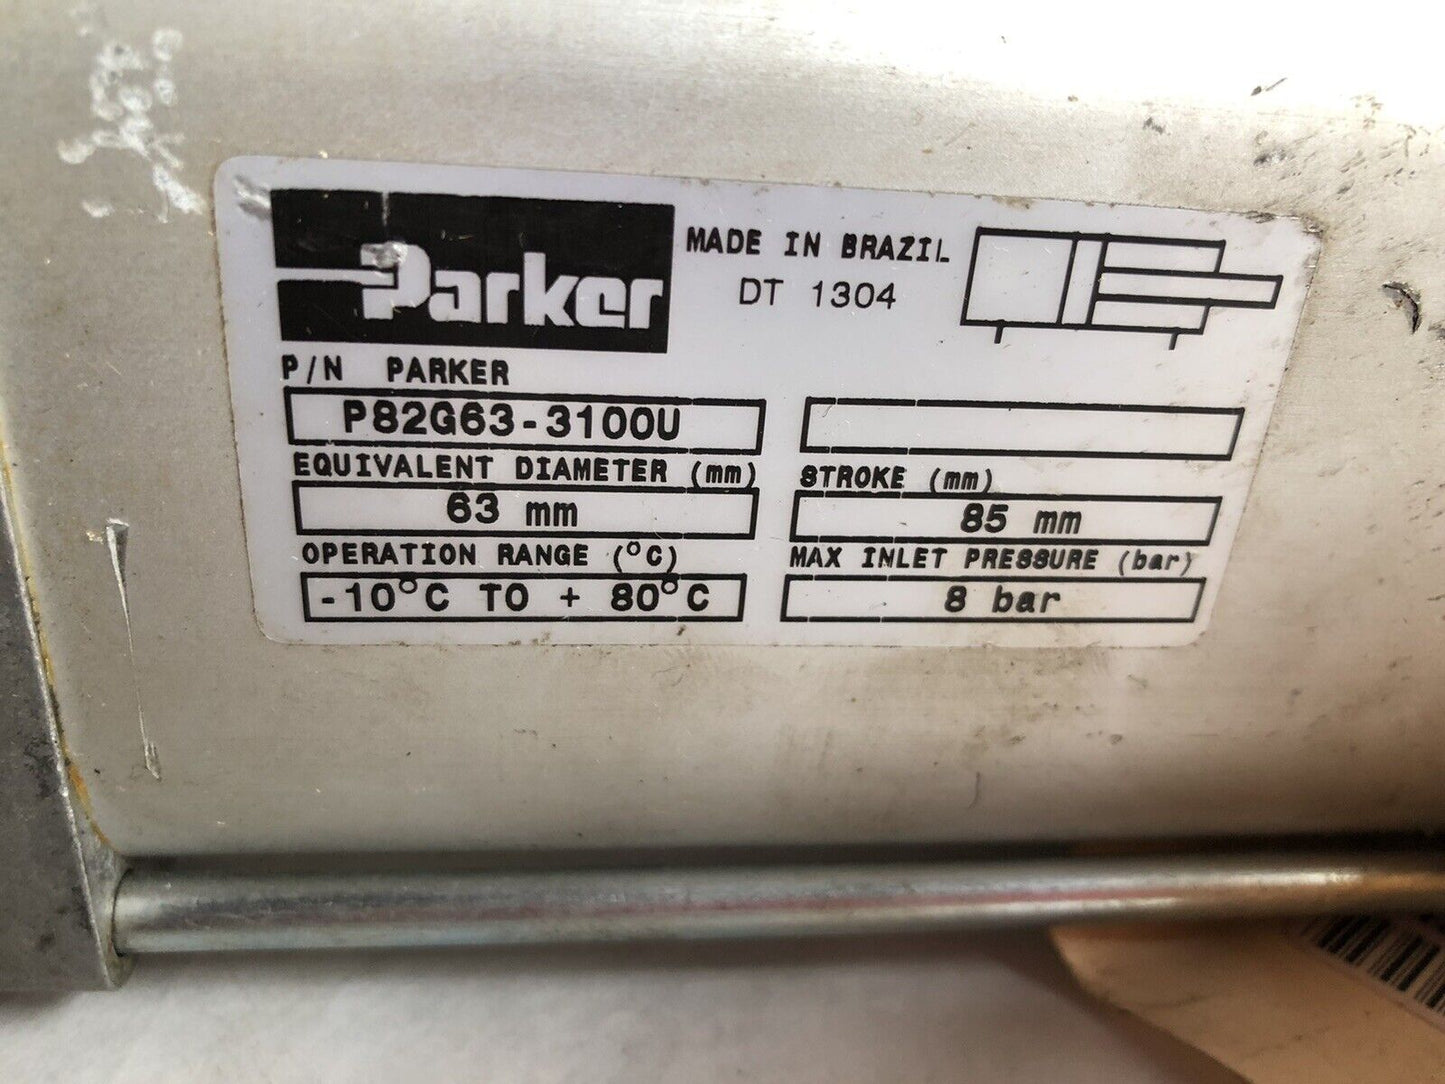 Parker
MADE IN BRAZIL
DT 1304
P/N PARKER
P82G63-3100U
EQUIVALENT DIAMETER (mm)
63 mm
STROKE (mm)
85 mm
OPERATION RANGE (°C)
-10°C TO + 80°C
MAX INLET PRESSURE (bar)
8 bar